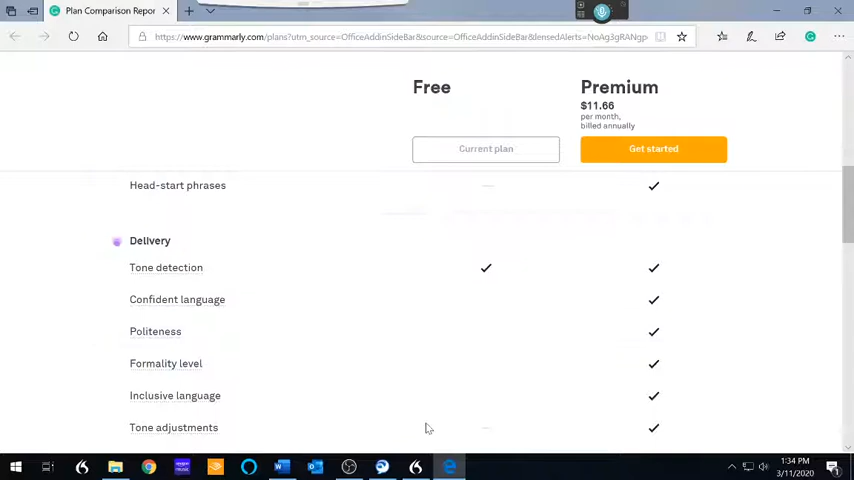 Plan Comparison Repor
https://www.grammarly.com/plans?utm_source=OfficeAddinSideBar&source=OfficeAddinSideBar&lensedAlerts=NoAg3gRANgp
Free
Premium
$11.66
per month,
billed annually
Current plan
Get started
Head-start phrases
Delivery
Tone detection
Confident language
Politeness
Formality level
Inclusive language
Tone adjustments
1:34 PM
3/11/2020